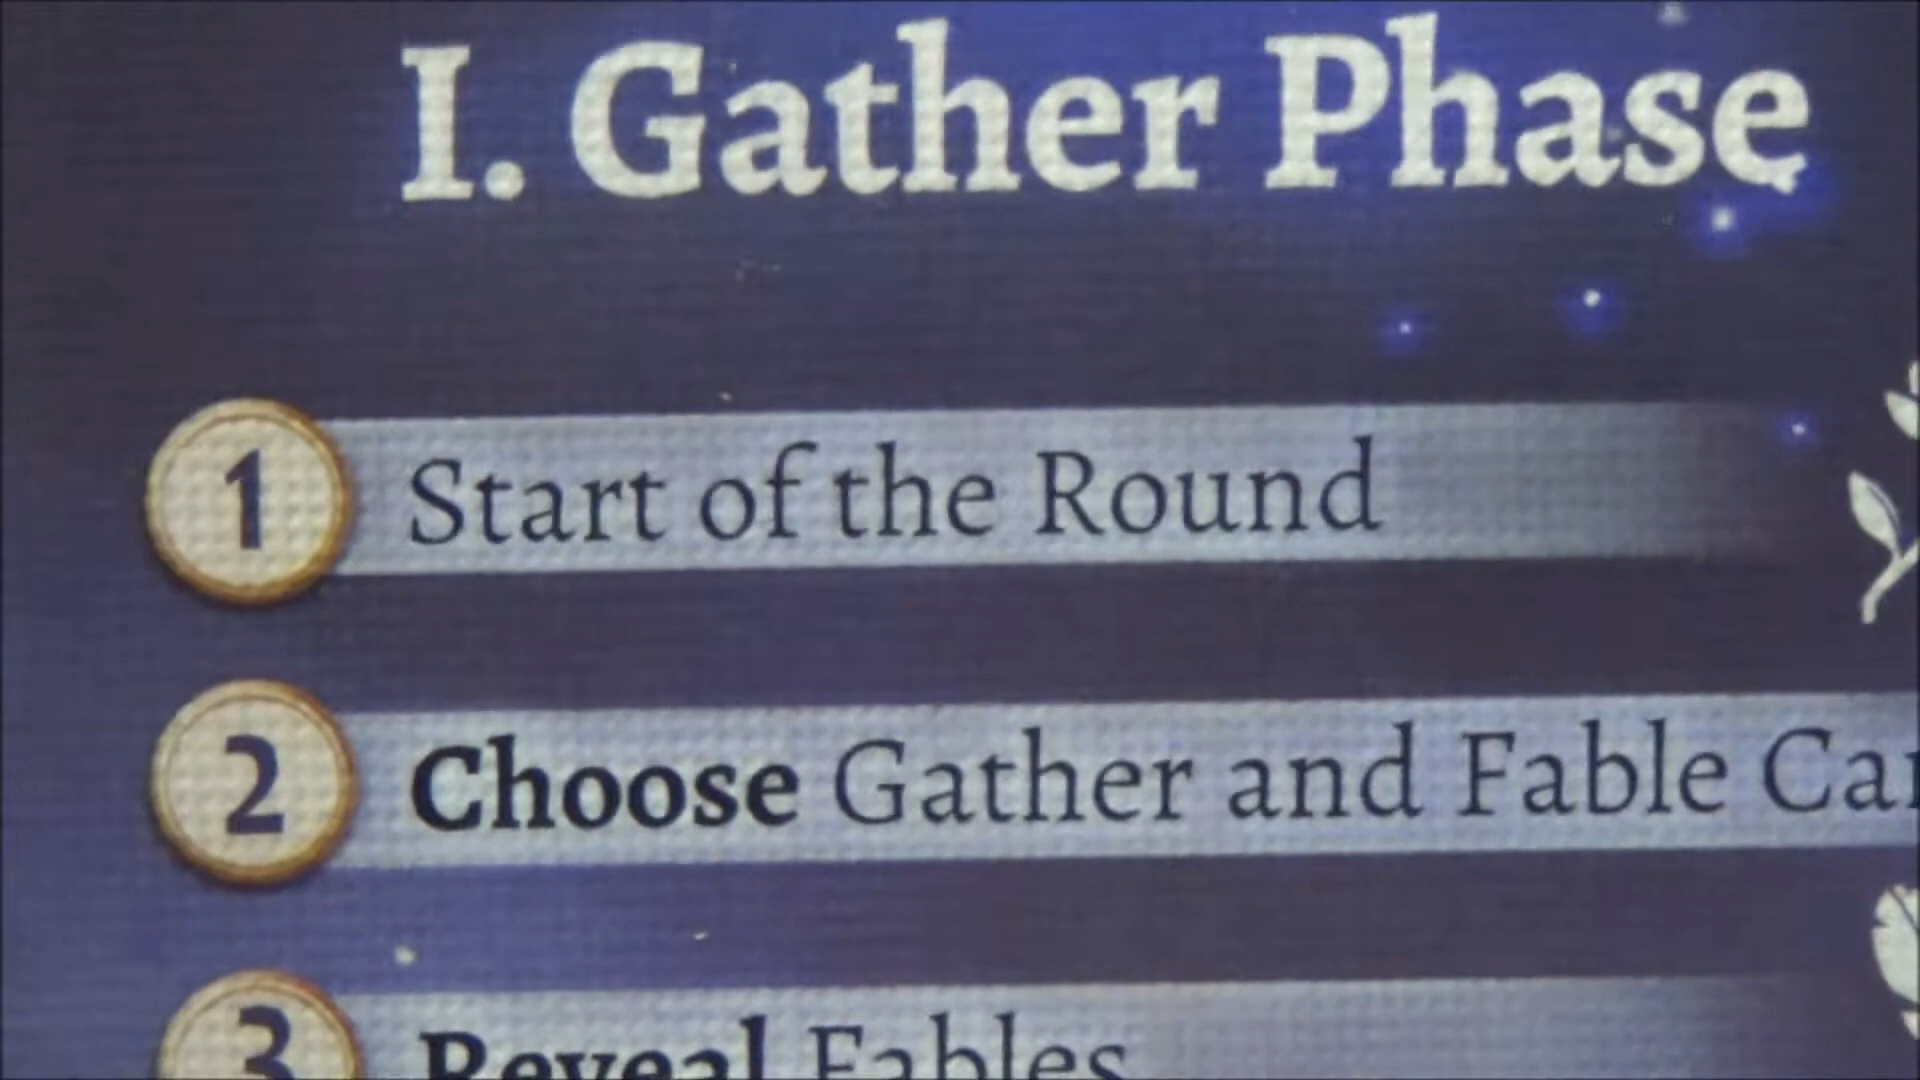 I. Gather Phase
1 Start of the Round
2 Choose Gather and Fable
3 Reveal Fables